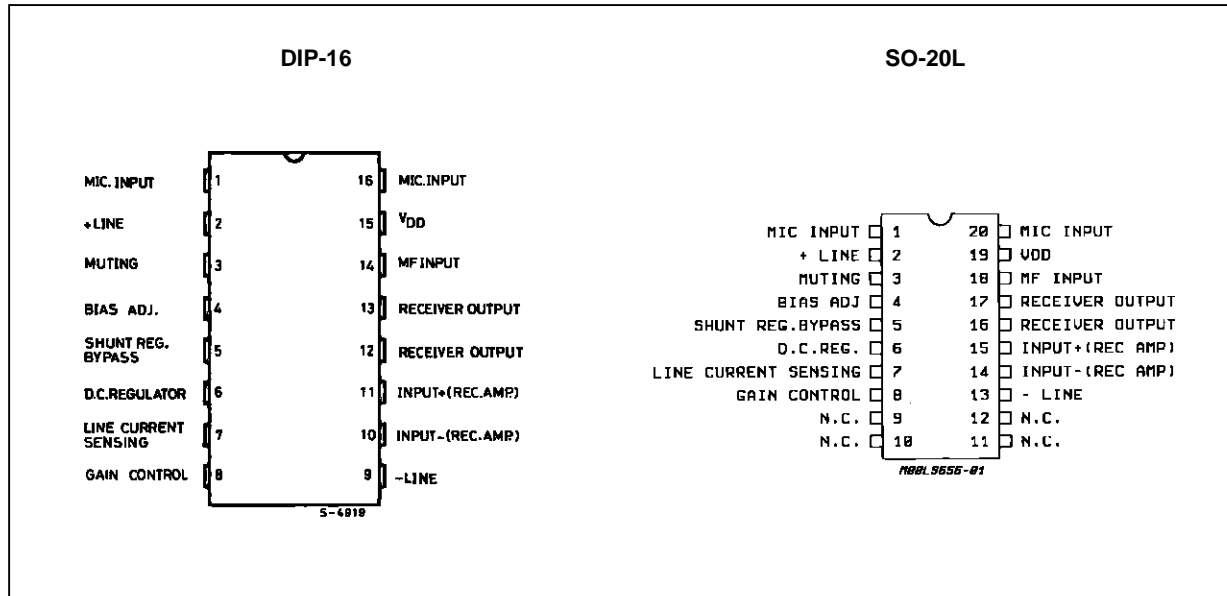 DIP-16
SO-20L
MIC. INPUT 1 16 MIC.INPUT
+LINE 2 15 VDD
MUTING 3 14 MF INPUT
BIAS ADJ. 4 13 RECEIVER OUTPUT
SHUNT REG.
BYPASS 5 12 RECEIVER OUTPUT
D.C.REGULATOR 6 11 INPUT+(REC.AMP.)
LINE CURRENT
SENSING 7 10 INPUT-(REC.AMP.)
GAIN CONTROL 8 9 -LINE
S-4919
MIC INPUT 1 20 MIC INPUT
+ LINE 2 19 VDD
MUTING 3 18 MF INPUT
BIAS ADJ 4 17 RECEIVER OUTPUT
SHUNT REG.BYPASS 5 16 RECEIVER OUTPUT
D.C.REG. 6 15 INPUT+(REC AMP)
LINE CURRENT SENSING 7 14 INPUT-(REC AMP)
GAIN CONTROL 8 13 - LINE
N.C. 9 12 N.C.
N.C. 10 11 N.C.